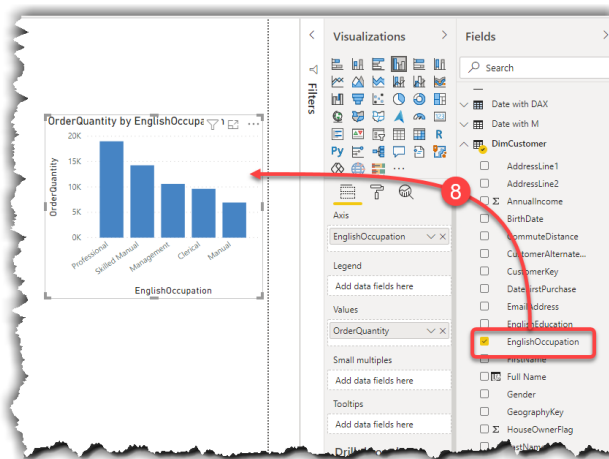 OrderQuantity by EnglishOccupa
20K
15K
10K
5K
0K
OrderQuantity
Professional
Skilled Manual
Management
Clerical
Manual
EnglishOccupation
Filters
Visualizations
R
Py
Axis
EnglishOccupation
Legend
Add data fields here
Values
OrderQuantity
Small multiples
Add data fields here
Tooltips
Add data fields here
8
Fields
Search
Date with DAX
Date with M
DimCustomer
AddressLine1
AddressLine2
Σ AnnualIncome
BirthDate
CommuteDistance
CustomerAlternate...
CustomerKey
DateFirstPurchase
EmailAddress
EnglishEducation
EnglishOccupation
FirstName
Full Name
Gender
GeographyKey
Σ HouseOwnerFlag
LastName